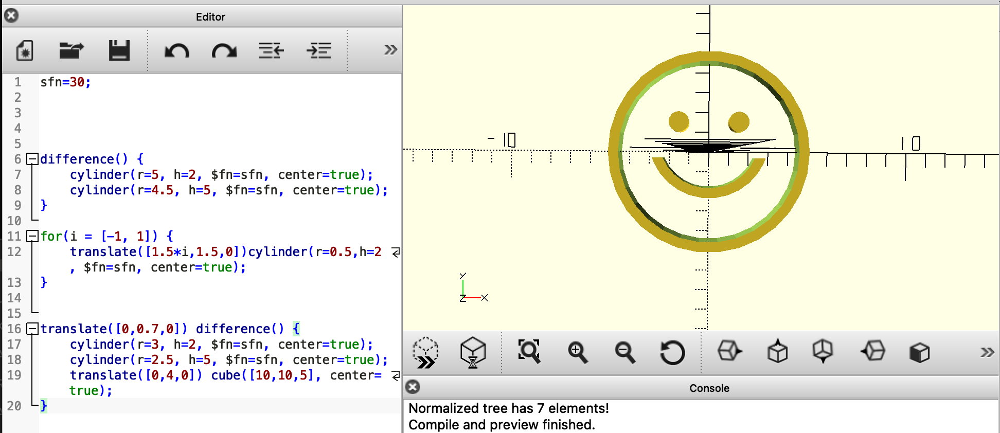 Editor
1 sfn=30;
2
3
4
5
6 difference() {
7 cylinder(r=5, h=2, $fn=sfn, center=true);
8 cylinder(r=4.5, h=5, $fn=sfn, center=true);
9 }
10
11 for(i = [-1, 1]) {
12 translate([1.5*i,1.5,0])cylinder(r=0.5,h=2
, $fn=sfn, center=true);
13 }
14
15
16 translate([0,0.7,0]) difference() {
17 cylinder(r=3, h=2, $fn=sfn, center=true);
18 cylinder(r=2.5, h=5, $fn=sfn, center=true);
19 translate([0,4,0]) cube([10,10,5], center=
true);
20 }
-10
10
Y
Z X
Console
Normalized tree has 7 elements!
Compile and preview finished.